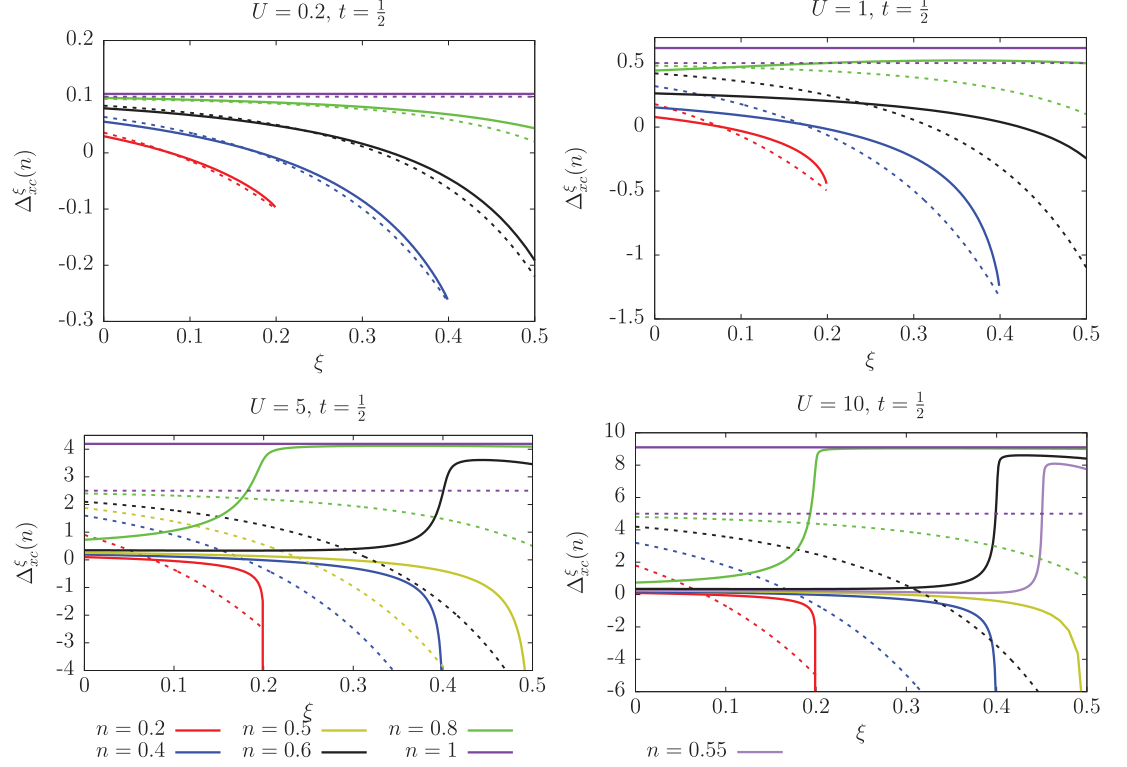 U = 0.2, t = 1/2
0.2
0.1
0
-0.1
-0.2
-0.3
0 0.1 0.2 0.3 0.4 0.5
Δ^ξ_xc(n)
ξ
U = 1, t = 1/2
0.5
0
-0.5
-1
-1.5
0 0.1 0.2 0.3 0.4 0.5
Δ^ξ_xc(n)
ξ
U = 5, t = 1/2
4
3
2
1
0
-1
-2
-3
-4
0 0.1 0.2 0.3 0.4 0.5
Δ^ξ_xc(n)
ξ
U = 10, t = 1/2
10
8
6
4
2
0
-2
-4
-6
0 0.1 0.2 0.3 0.4 0.5
Δ^ξ_xc(n)
ξ
n = 0.2 n = 0.5 n = 0.8
n = 0.4 n = 0.6 n = 1
n = 0.55